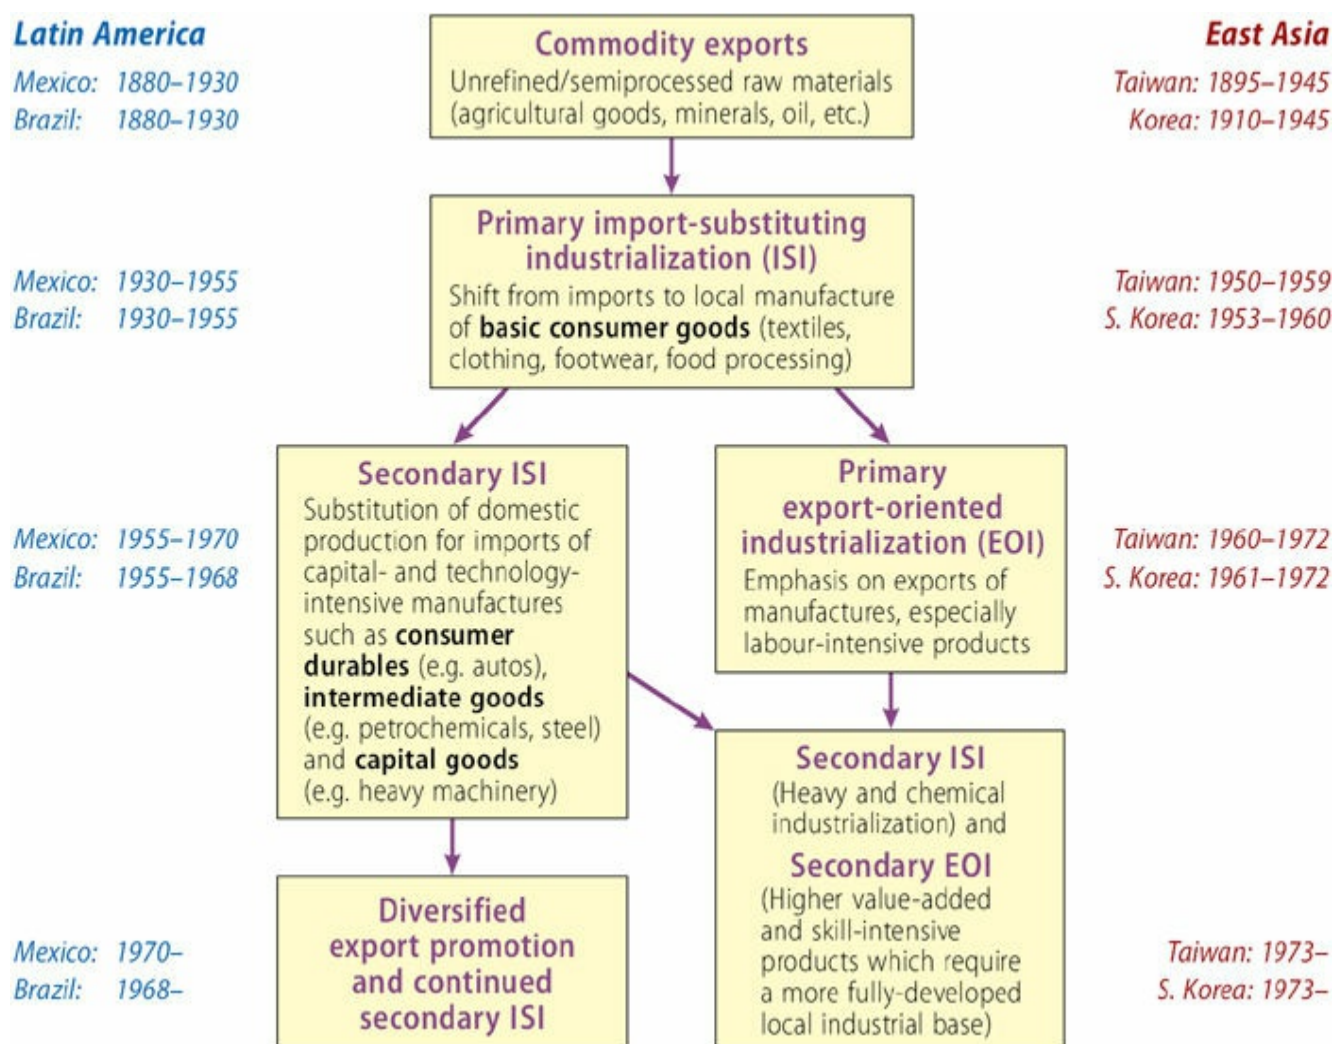 Latin America
Mexico: 1880–1930
Brazil: 1880–1930
Commodity exports
Unrefined/semiprocessed raw materials
(agricultural goods, minerals, oil, etc.)
East Asia
Taiwan: 1895–1945
Korea: 1910–1945
Mexico: 1930–1955
Brazil: 1930–1955
Primary import-substituting
industrialization (ISI)
Shift from imports to local manufacture
of basic consumer goods (textiles,
clothing, footwear, food processing)
Taiwan: 1950–1959
S. Korea: 1953–1960
Mexico: 1955–1970
Brazil: 1955–1968
Secondary ISI
Substitution of domestic
production for imports of
capital- and technology-
intensive manufactures
such as consumer
durables (e.g. autos),
intermediate goods
(e.g. petrochemicals, steel)
and capital goods
(e.g. heavy machinery)
Primary
export-oriented
industrialization (EOI)
Emphasis on exports of
manufactures, especially
labour-intensive products
Taiwan: 1960–1972
S. Korea: 1961–1972
Mexico: 1970–
Brazil: 1968–
Diversified
export promotion
and continued
secondary ISI
Secondary ISI
(Heavy and chemical
industrialization) and
Secondary EOI
(Higher value-added
and skill-intensive
products which require
a more fully-developed
local industrial base)
Taiwan: 1973–
S. Korea: 1973–